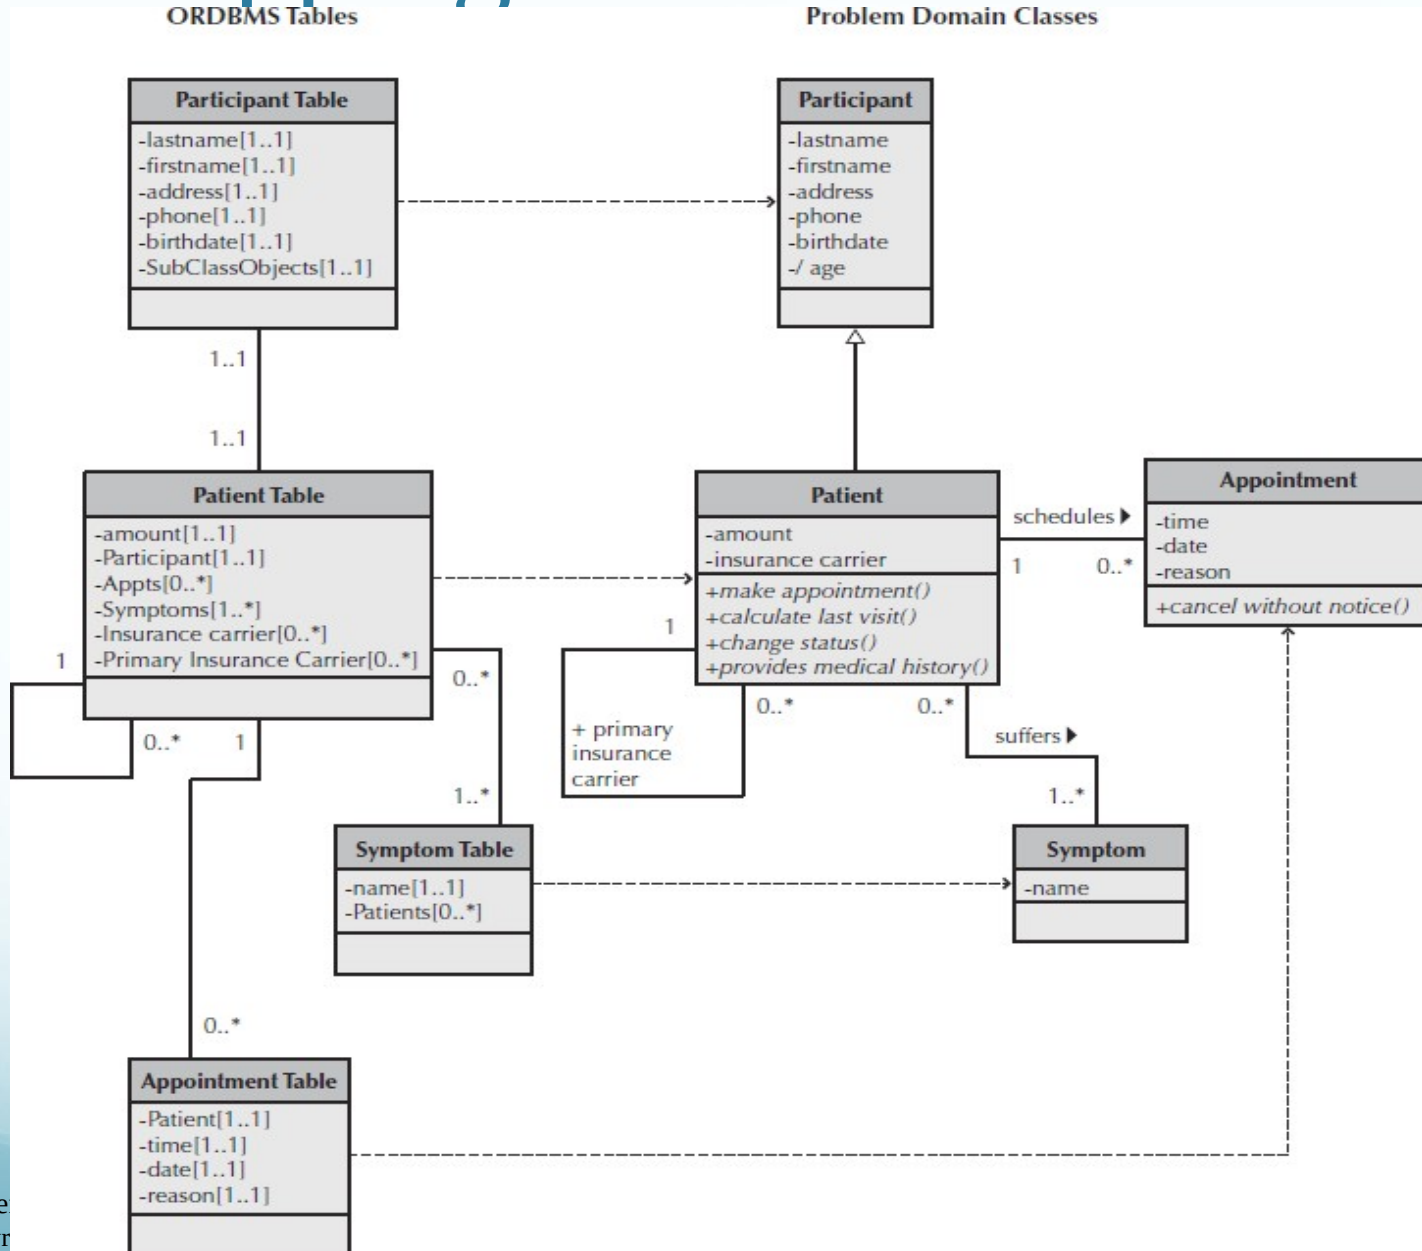 ORDBMS Tables
Problem Domain Classes
Participant Table
-lastname[1..1]
-firstname[1..1]
-address[1..1]
-phone[1..1]
-birthdate[1..1]
-SubClassObjects[1..1]
Participant
-lastname
-firstname
-address
-phone
-birthdate
-/ age
1..1
1..1
Patient Table
-amount[1..1]
-Participant[1..1]
-Appts[0..*]
-Symptoms[1..*]
-Insurance carrier[0..*]
-Primary Insurance Carrier[0..*]
1
0..*
1
0..*
1..*
Patient
-amount
-insurance carrier
+make appointment()
+calculate last visit()
+change status()
+provides medical history()
schedules
1
0..*
Appointment
-time
-date
-reason
+cancel without notice()
1
0..*
+ primary
insurance
carrier
0..*
suffers
1..*
Symptom Table
-name[1..1]
-Patients[0..*]
Symptom
-name
0..*
Appointment Table
-Patient[1..1]
-time[1..1]
-date[1..1]
-reason[1..1]